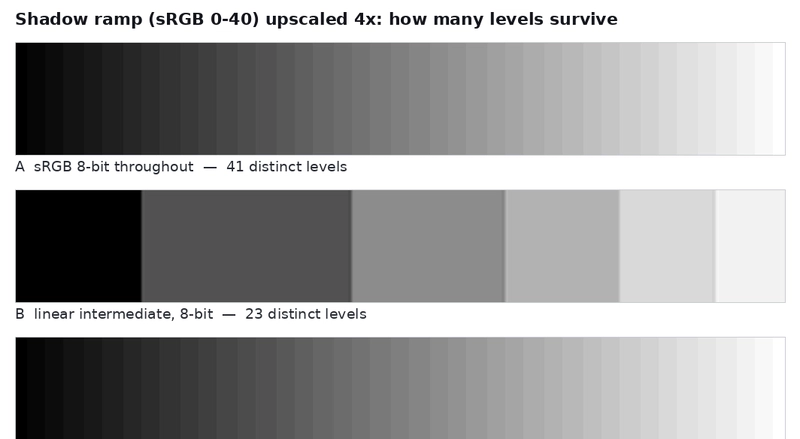 Shadow ramp (sRGB 0-40) upscaled 4x: how many levels survive
A  sRGB 8-bit throughout  —  41 distinct levels
B  linear intermediate, 8-bit  —  23 distinct levels